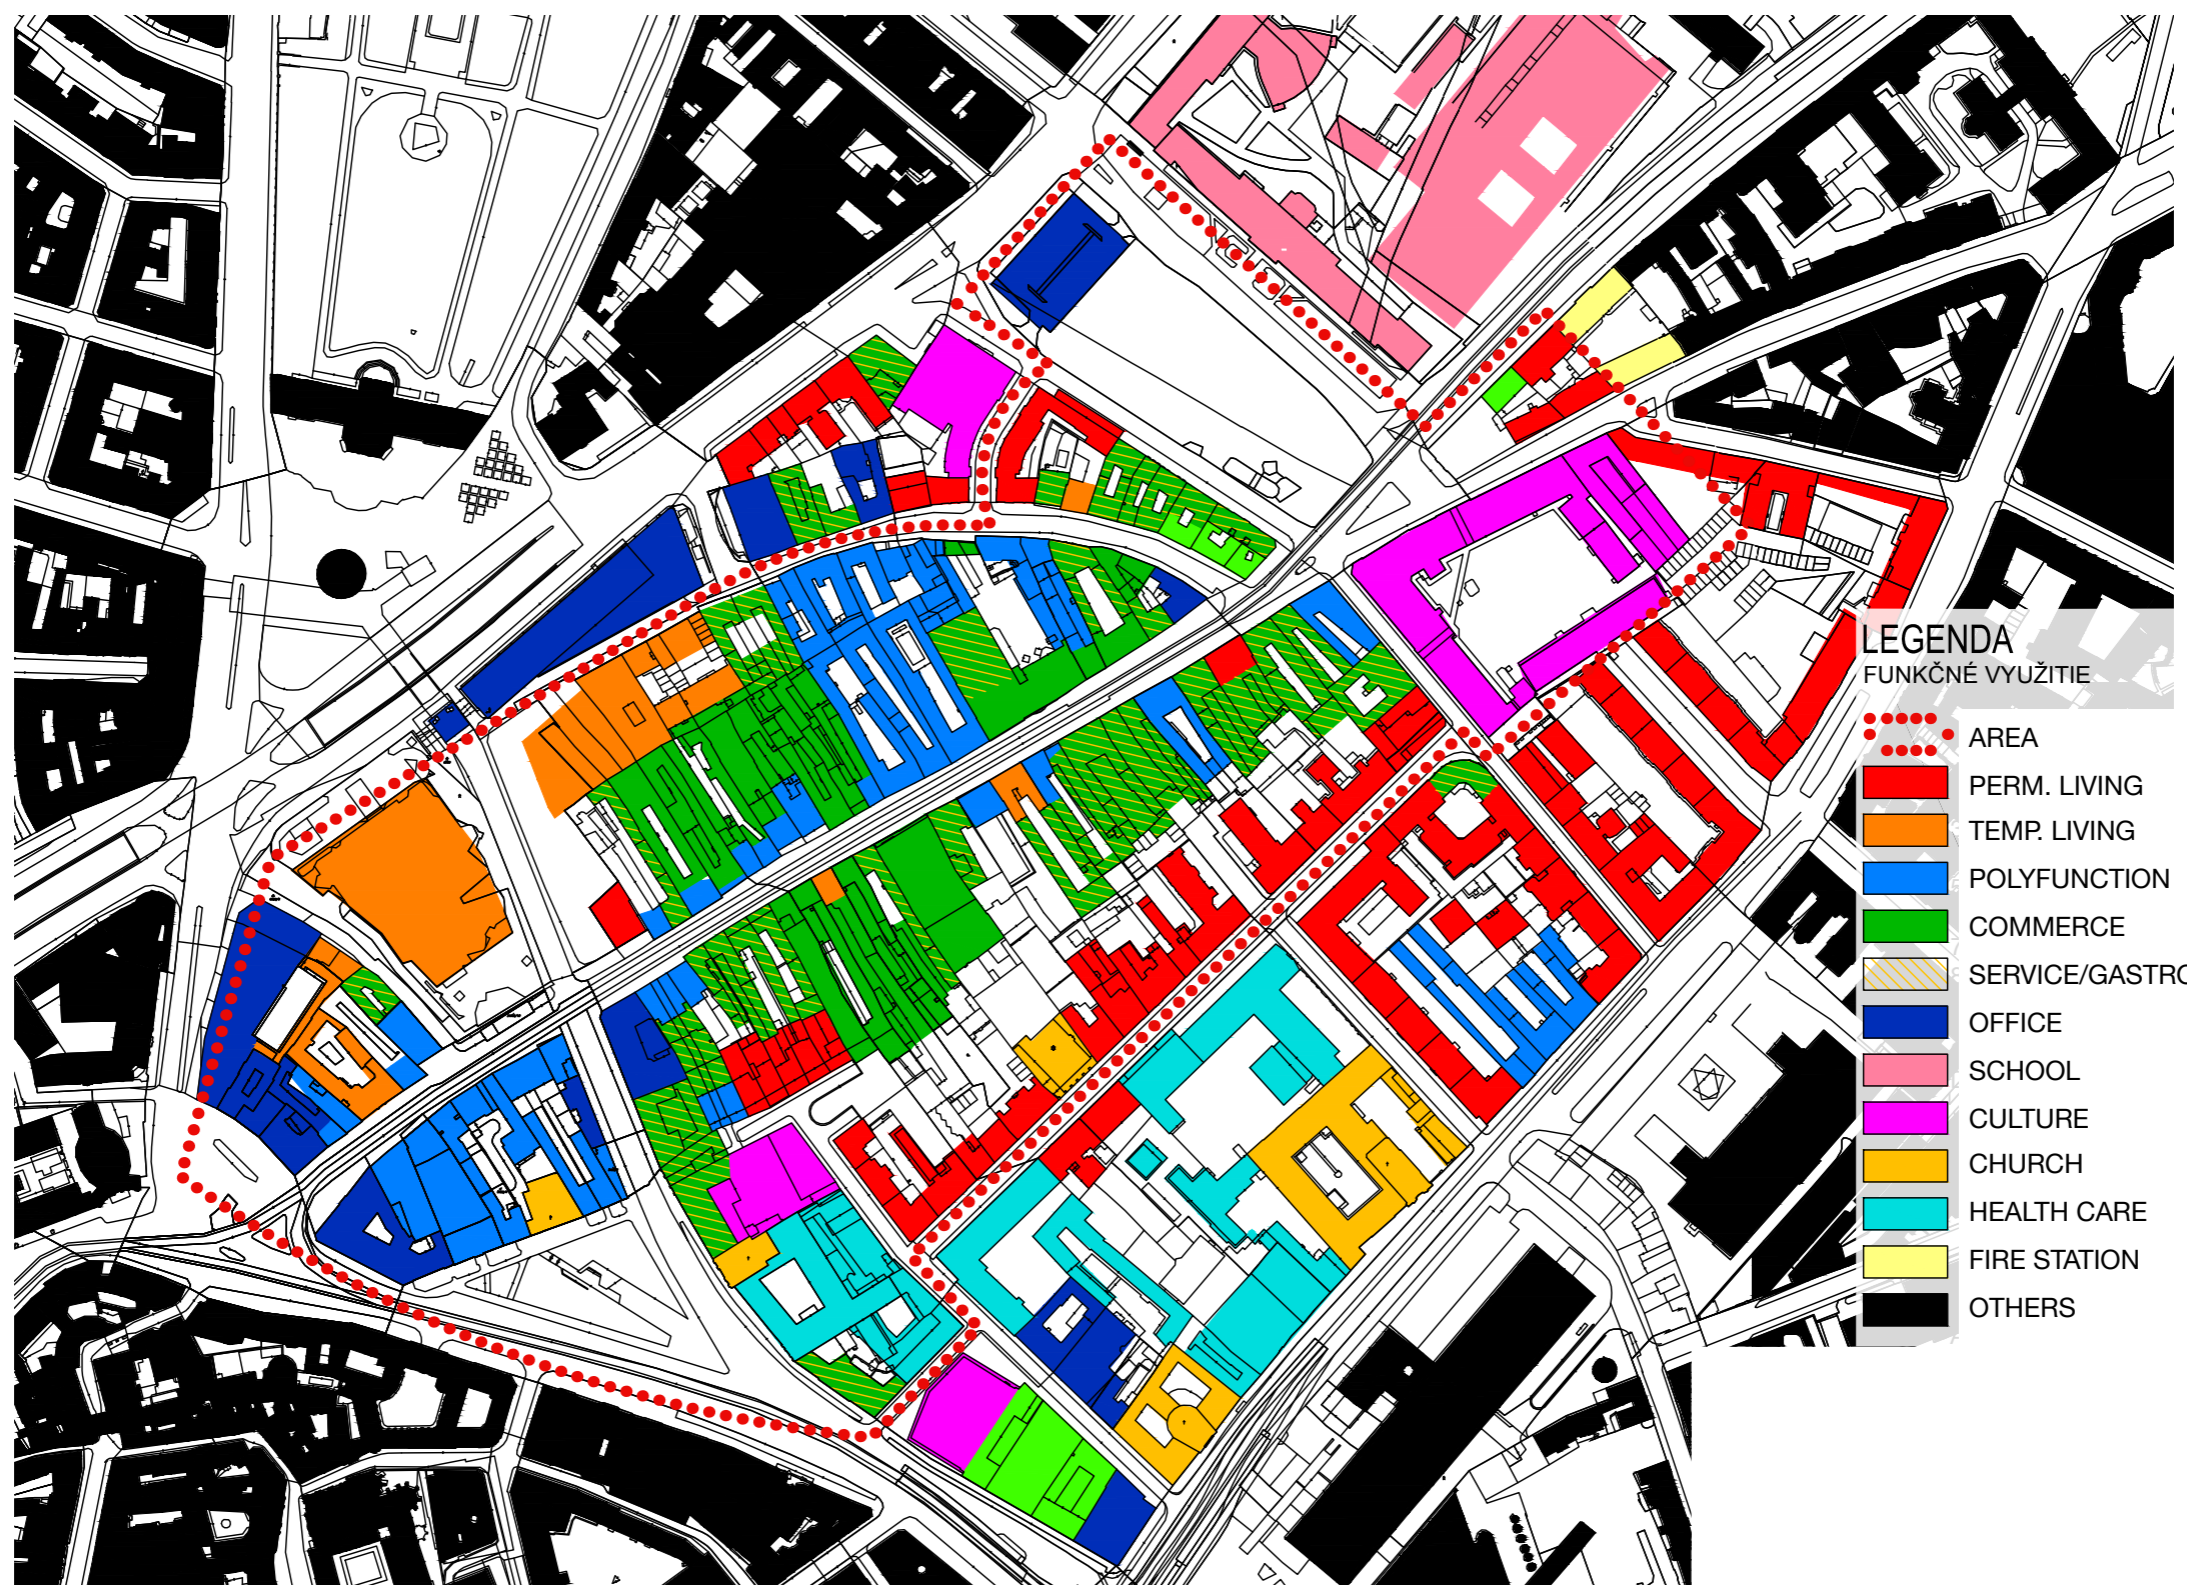 LEGENDA
FUNKČNÉ VYUŽITIE
AREA
PERM. LIVING
TEMP. LIVING
POLYFUNCTION
COMMERCE
SERVICE/GASTRO
OFFICE
SCHOOL
CULTURE
CHURCH
HEALTH CARE
FIRE STATION
OTHERS